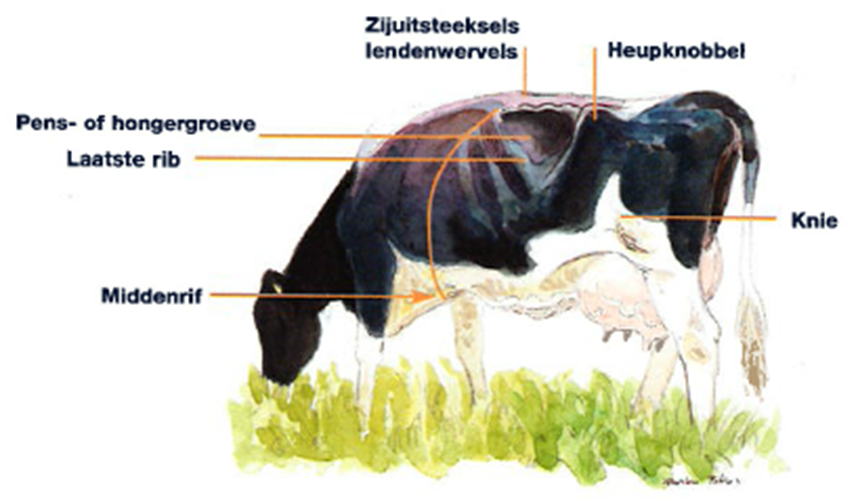 Zijuitsteeksels
lendenwervels
Heupknobbel
Pens- of hongergroeve
Laatste rib
Knie
Middenrif